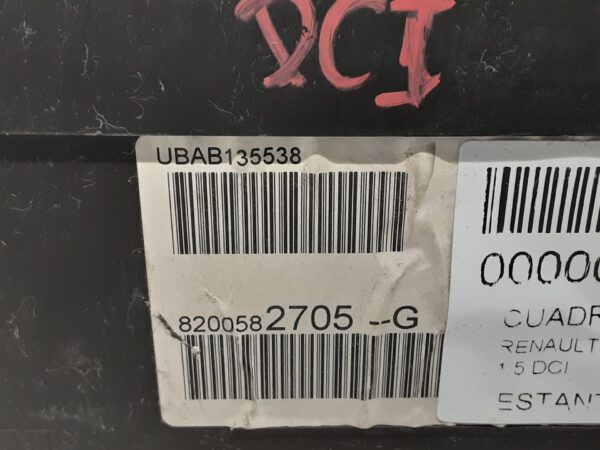 DCI
UBAB135538
8200582705 --G
0000
CUADR
RENAULT
1.5 DCI
ESTANT